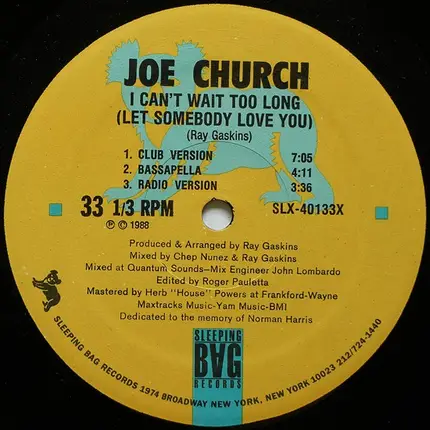 JOE CHURCH
I CAN'T WAIT TOO LONG
(LET SOMEBODY LOVE YOU)
(Ray Gaskins)
1. CLUB VERSION 7:05
2. BASSAPELLA 4:11
3. RADIO VERSION 3:36
33 1/3 RPM SLX-40133X
℗ © 1988
Produced & Arranged by Ray Gaskins
Mixed by Chep Nunez & Ray Gaskins
Mixed at Quantum Sounds–Mix Engineer John Lombardo
Edited by Roger Pauletta
Mastered by Herb "House" Powers at Frankford-Wayne
Maxtracks Music-Yam Music-BMI
Dedicated to the memory of Norman Harris
SLEEPING
BAG
RECORDS
SLEEPING BAG RECORDS 1974 BROADWAY NEW YORK, NEW YORK 10023 212/724-1440